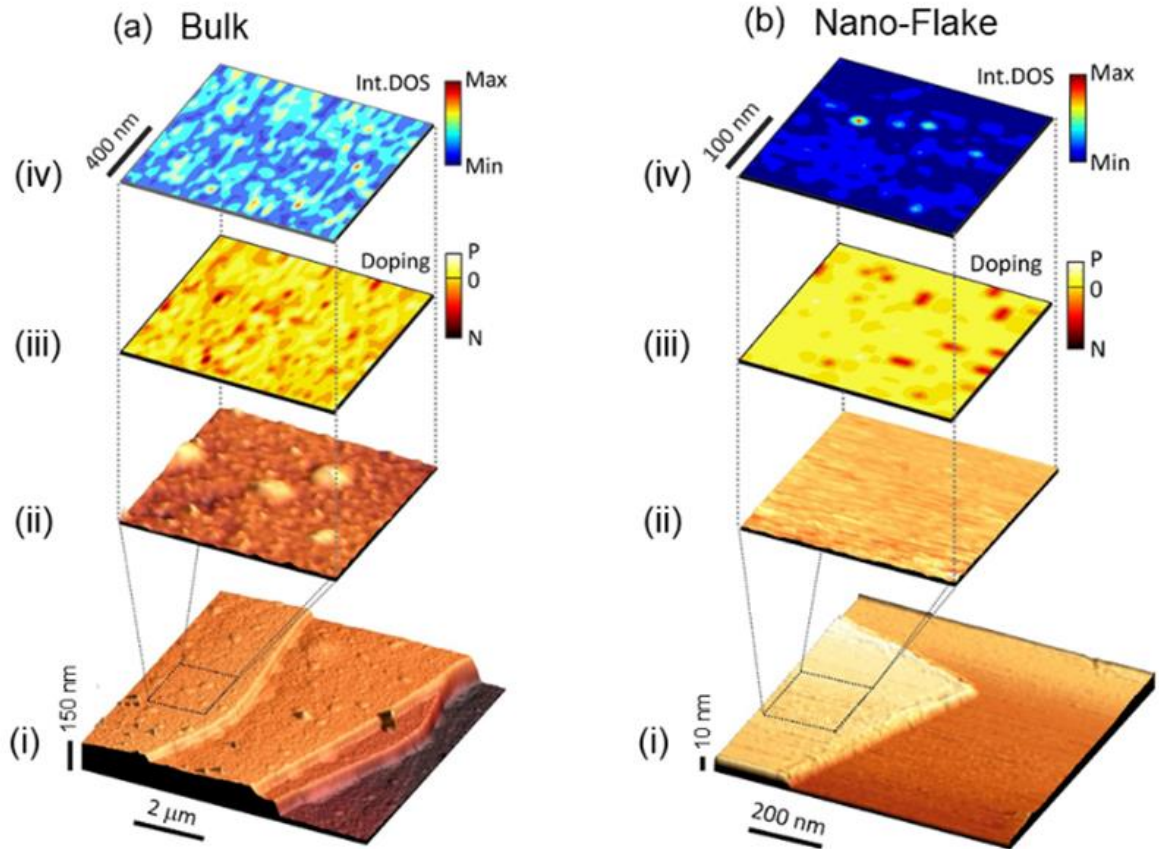 (a) Bulk
Int.DOS
Max
Min
400 nm
(iv)
Doping
P
0
N
(iii)
(ii)
150 nm
(i)
2 μm
(b) Nano-Flake
Int.DOS
Max
Min
100 nm
(iv)
Doping
P
0
N
(iii)
(ii)
10 nm
(i)
200 nm